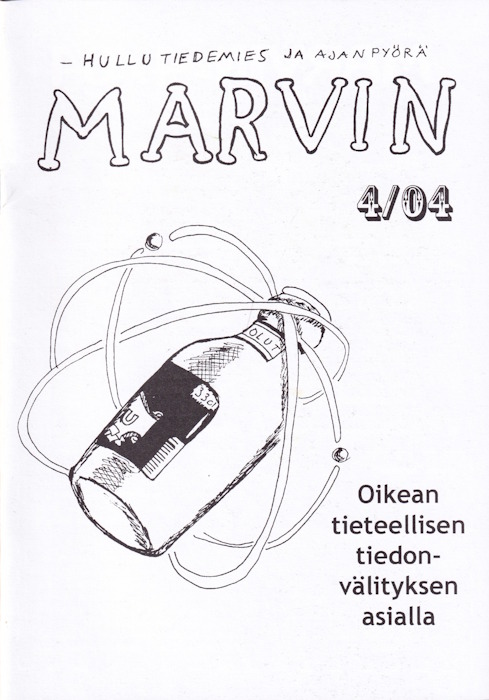 – HULLU TIEDEMIES JA AJANPYÖRÄ
MARVIN
4/04
OLUT
33cl
Oikean
tieteellisen
tiedon-
välityksen
asialla